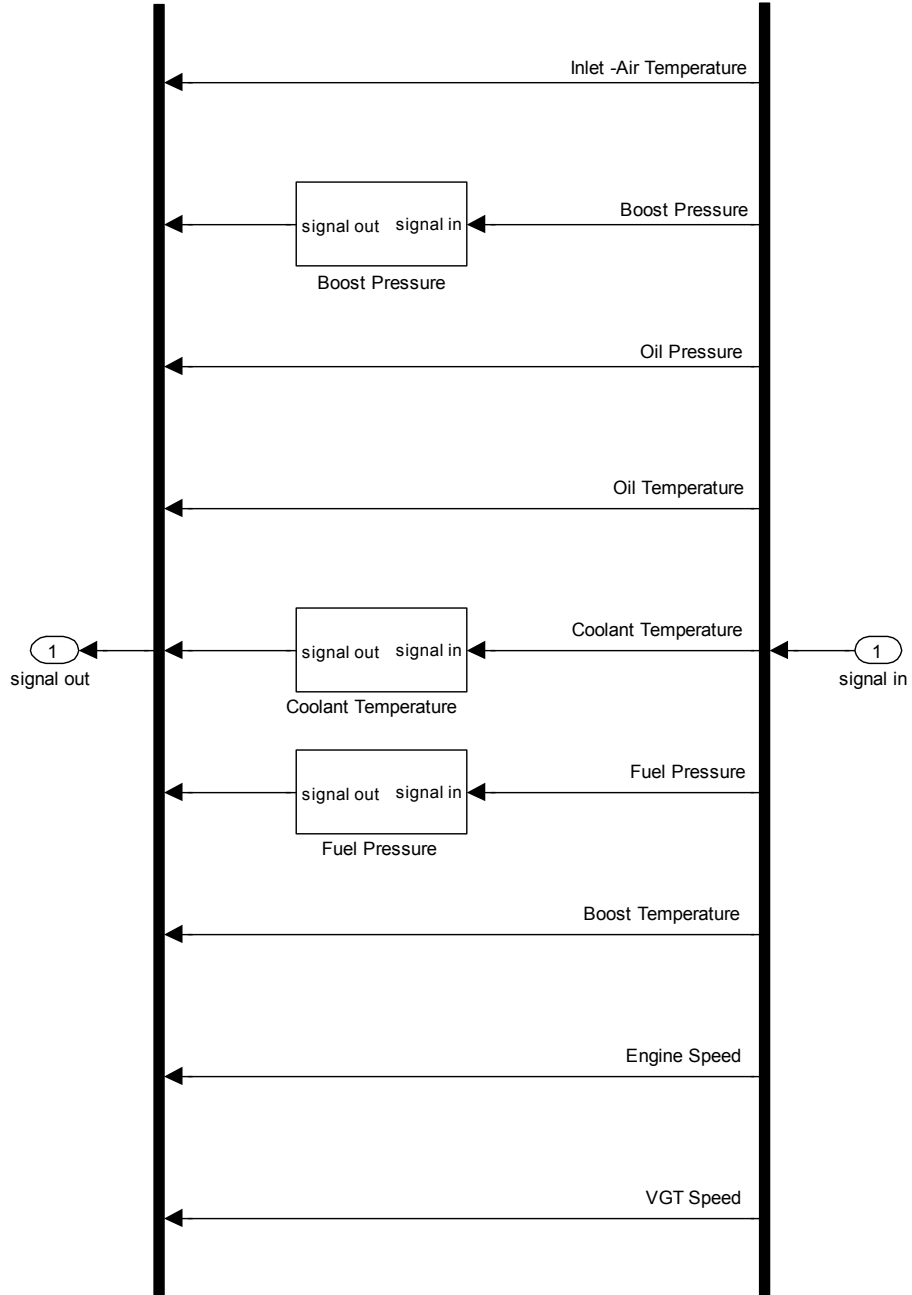 Inlet -Air Temperature
Boost Pressure
signal out signal in
Boost Pressure
Oil Pressure
Oil Temperature
Coolant Temperature
1
signal out signal in
1
signal out
Coolant Temperature
signal in
Fuel Pressure
signal out signal in
Fuel Pressure
Boost Temperature
Engine Speed
VGT Speed